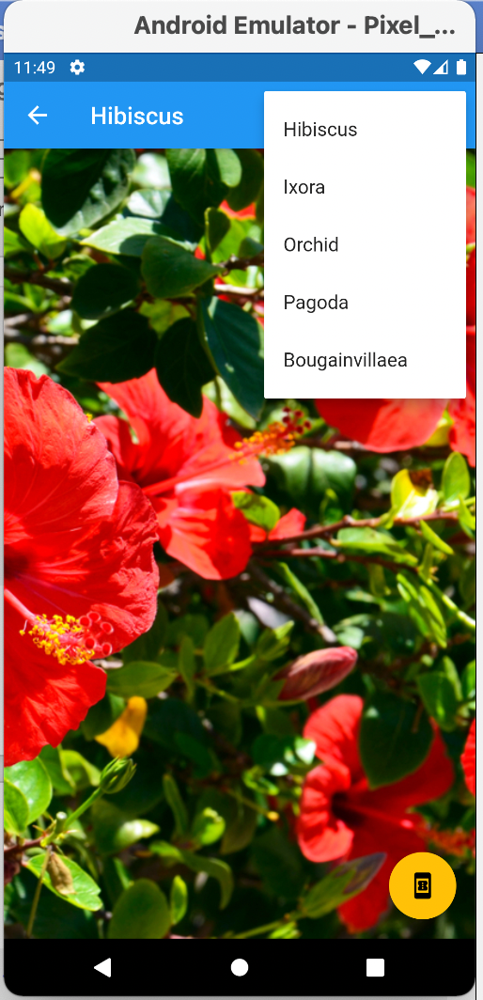 Android Emulator - Pixel_...
11:49
Hibiscus
Hibiscus
Ixora
Orchid
Pagoda
Bougainvillaea